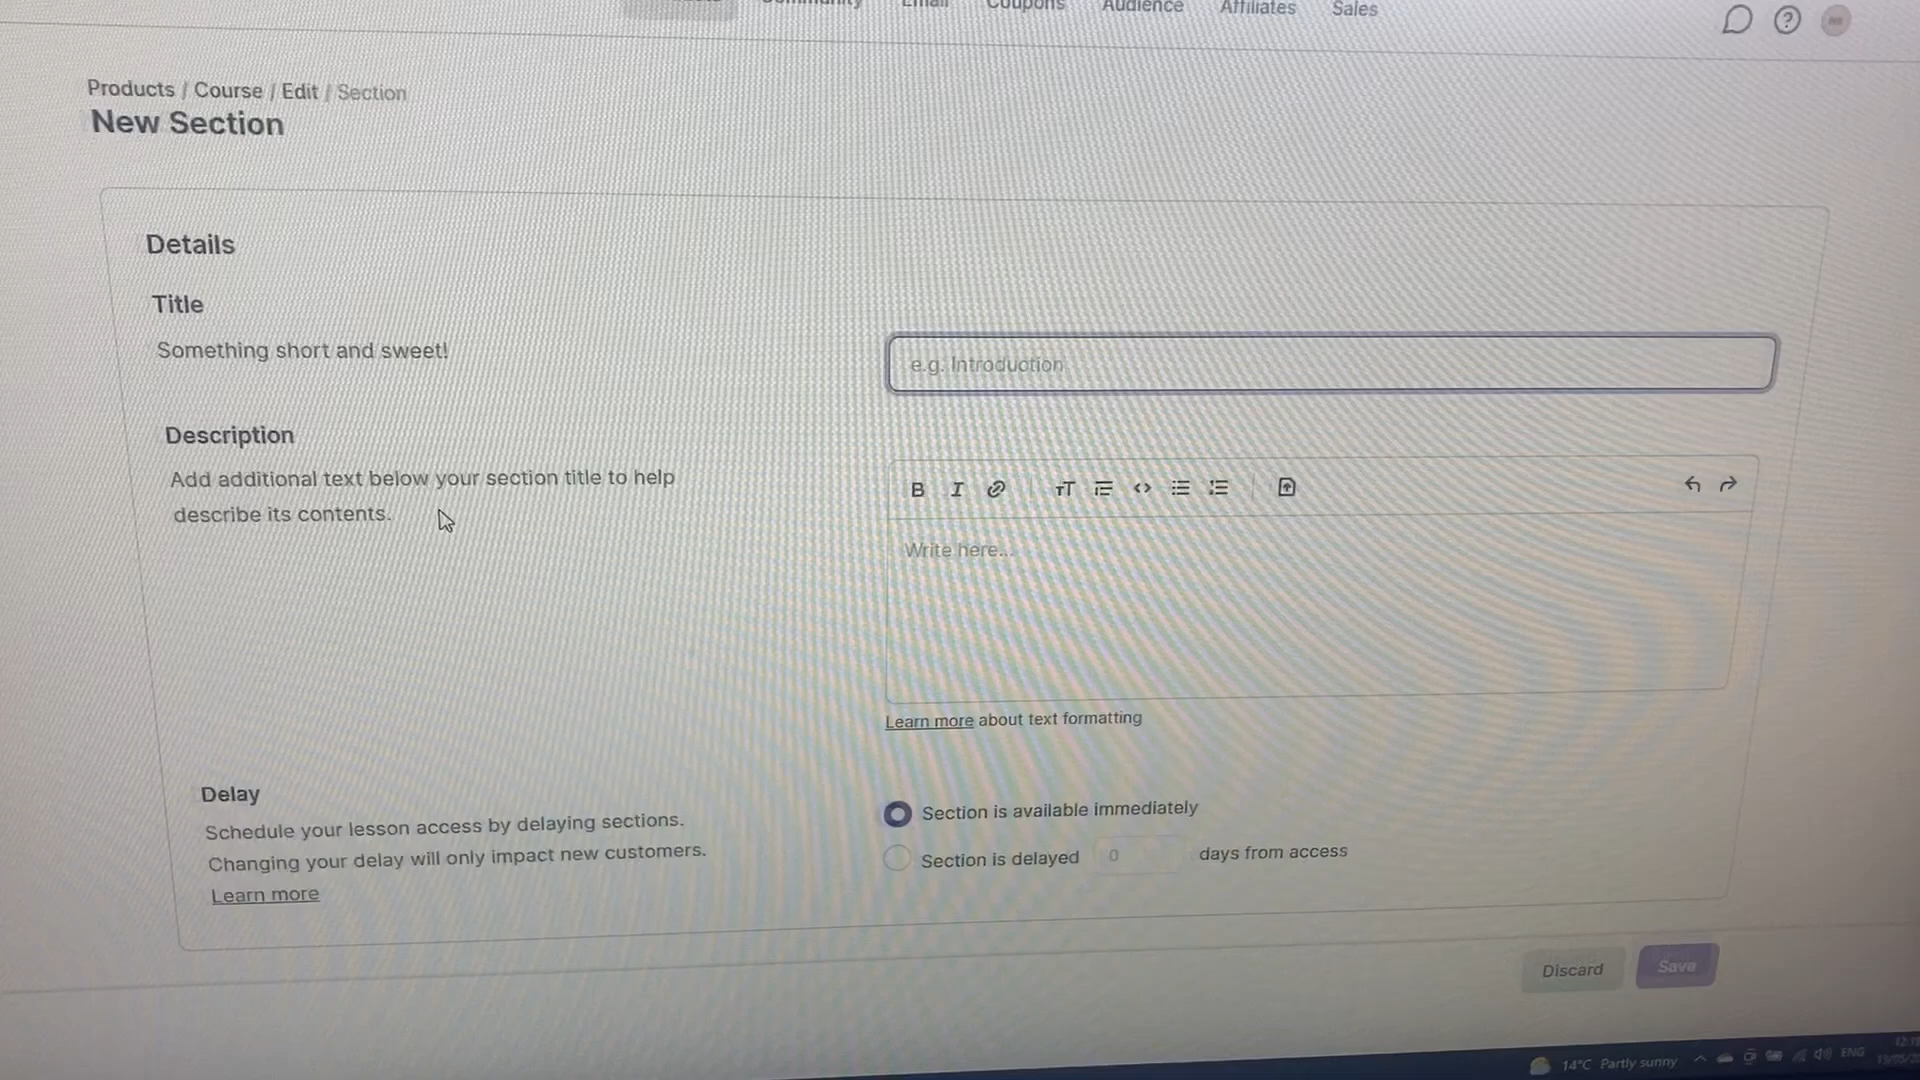 Email Coupons Audience Affiliates Sales
Products / Course / Edit / Section
New Section
Details
Title
Something short and sweet!
e.g. Introduction
Description
Add additional text below your section title to help
describe its contents.
B I
Write here...
Learn more about text formatting
Delay
Schedule your lesson access by delaying sections.
Changing your delay will only impact new customers.
Learn more
Section is available immediately
Section is delayed 0 days from access
Discard Save
14°C Partly sunny ENG